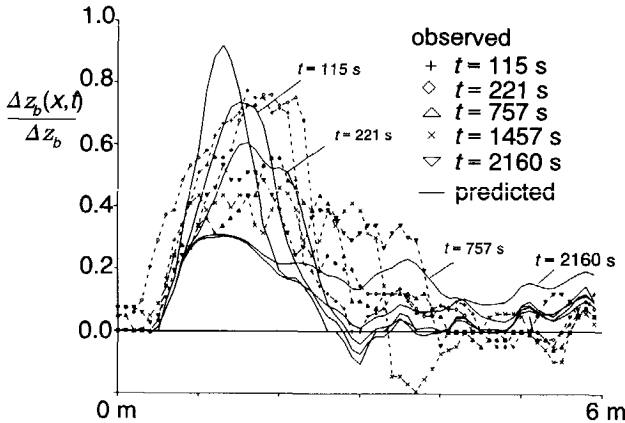 1.0
0.8
0.6
0.4
0.2
0.0
Δz_b(x,t)
Δz_b
t = 115 s
t = 221 s
t = 757 s
t = 2160 s
observed
+ t = 115 s
◇ t = 221 s
△ t = 757 s
× t = 1457 s
▽ t = 2160 s
— predicted
0 m
6 m